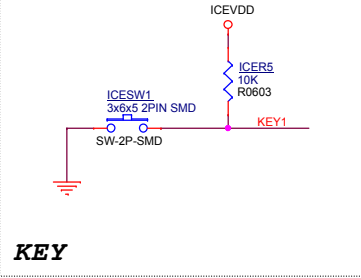 ICEVDD
ICER5
10K
R0603
ICESW1
3x6x5 2PIN SMD
KEY1
SW-2P-SMD
KEY